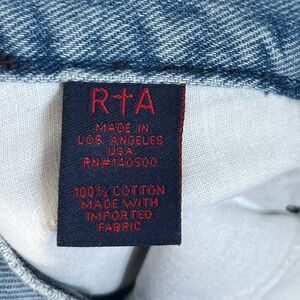 R†A
MADE IN
LOS ANGELES
USA
RN#140500
100% COTTON
MADE WITH
IMPORTED
FABRIC